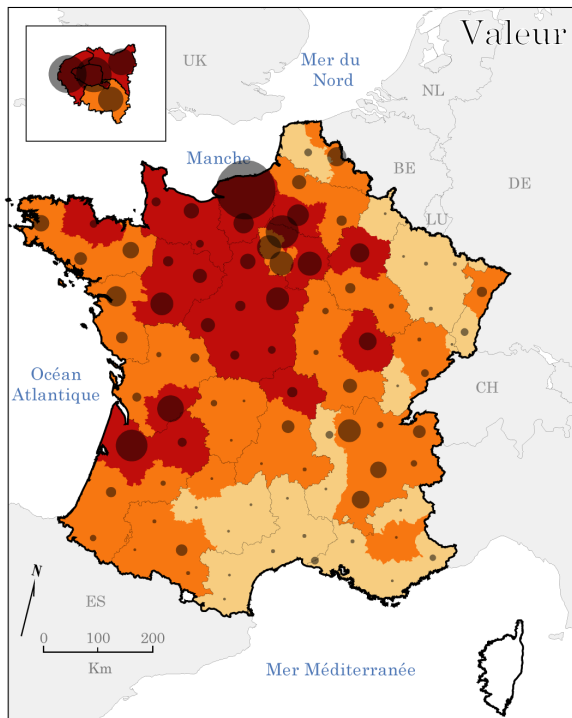 Valeur
UK
Mer du
Nord
NL
Manche
BE
DE
LU
Océan
Atlantique
CH
N
ES
0 100 200
Km
Mer Méditerranée